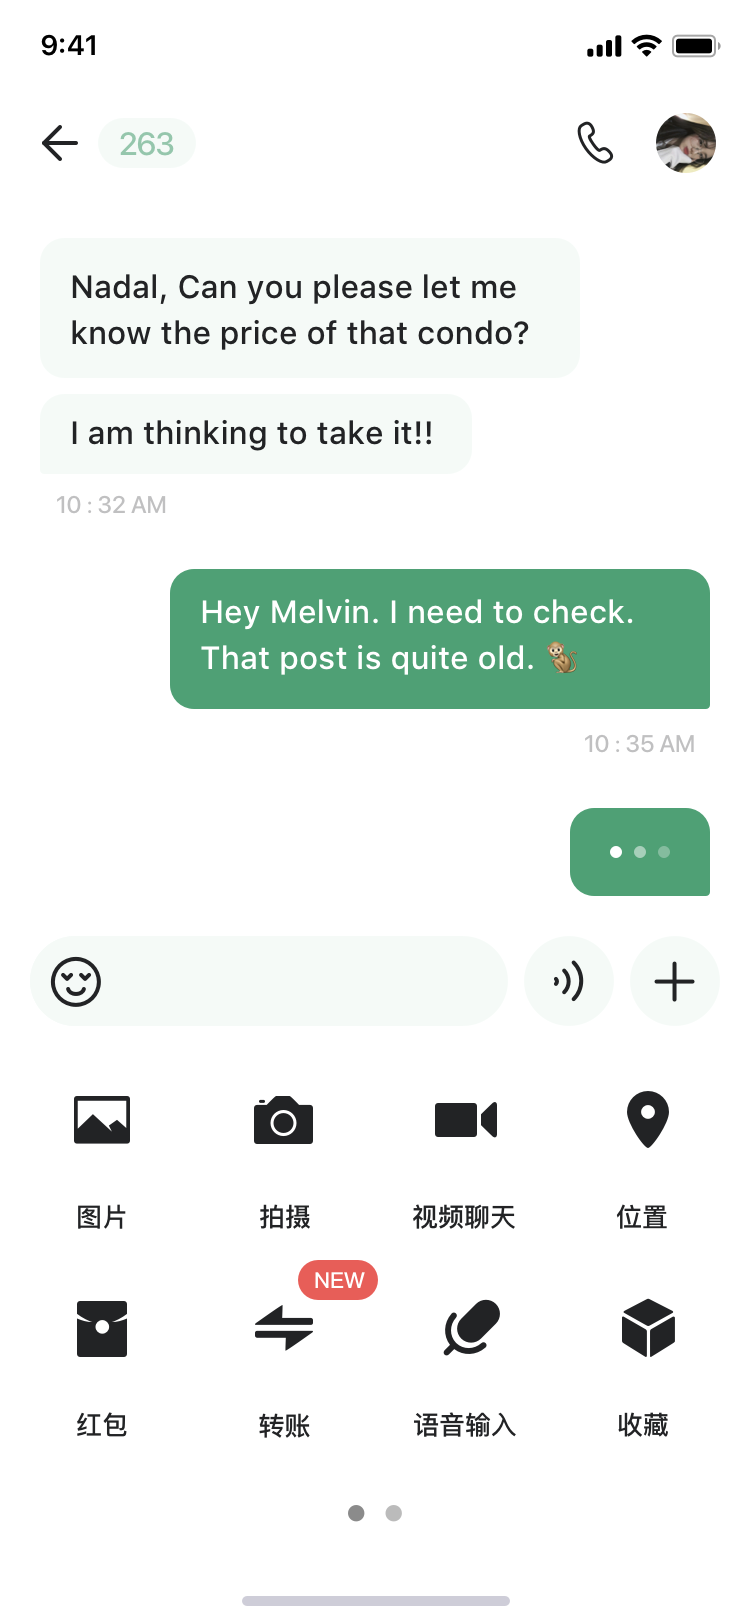 9:41
263
Nadal, Can you please let me
know the price of that condo?
I am thinking to take it!!
10 : 32 AM
Hey Melvin. I need to check.
That post is quite old. 🐒
10 : 35 AM
图片
拍摄
视频聊天
位置
NEW
红包
转账
语音输入
收藏